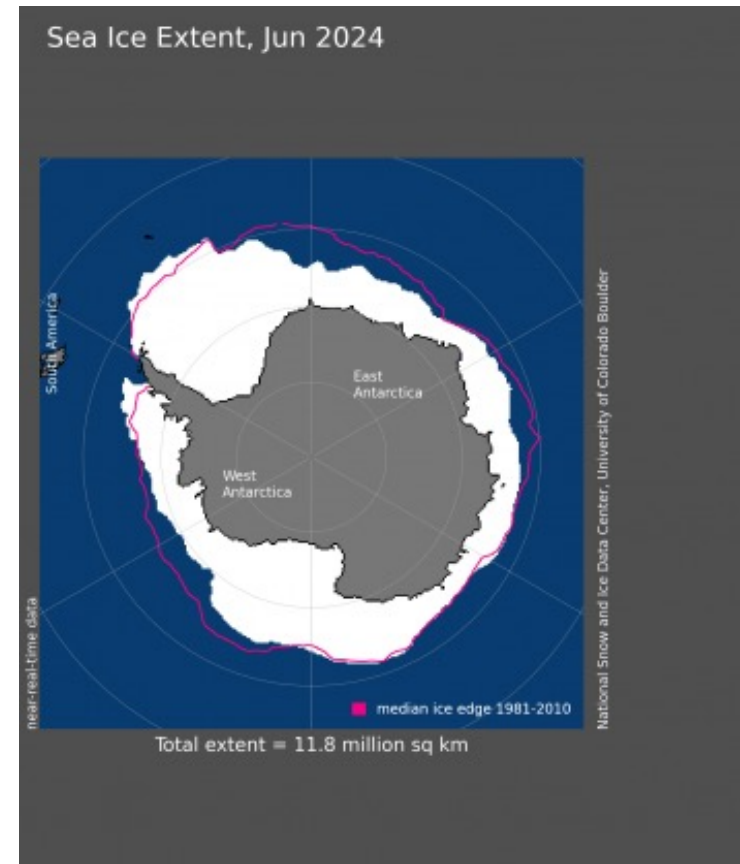 Sea Ice Extent, Jun 2024
South America
East
Antarctica
West
Antarctica
near-real-time data
National Snow and Ice Data Center, University of Colorado Boulder
median ice edge 1981-2010
Total extent = 11.8 million sq km